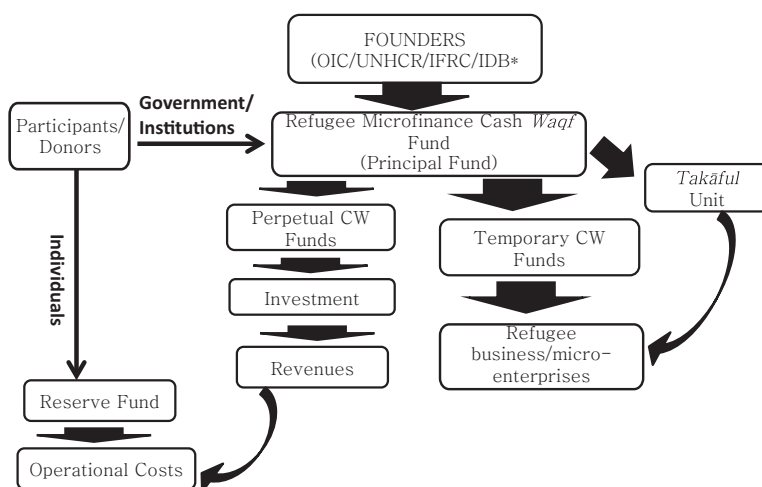 FOUNDERS
(OIC/UNHCR/IFRC/IDB*
Government/
Institutions
Participants/
Donors
Refugee Microfinance Cash Waqf
Fund
(Principal Fund)
Takāful
Unit
Perpetual CW
Funds
Temporary CW
Funds
Individuals
Investment
Refugee
business/micro-
enterprises
Revenues
Reserve Fund
Operational Costs